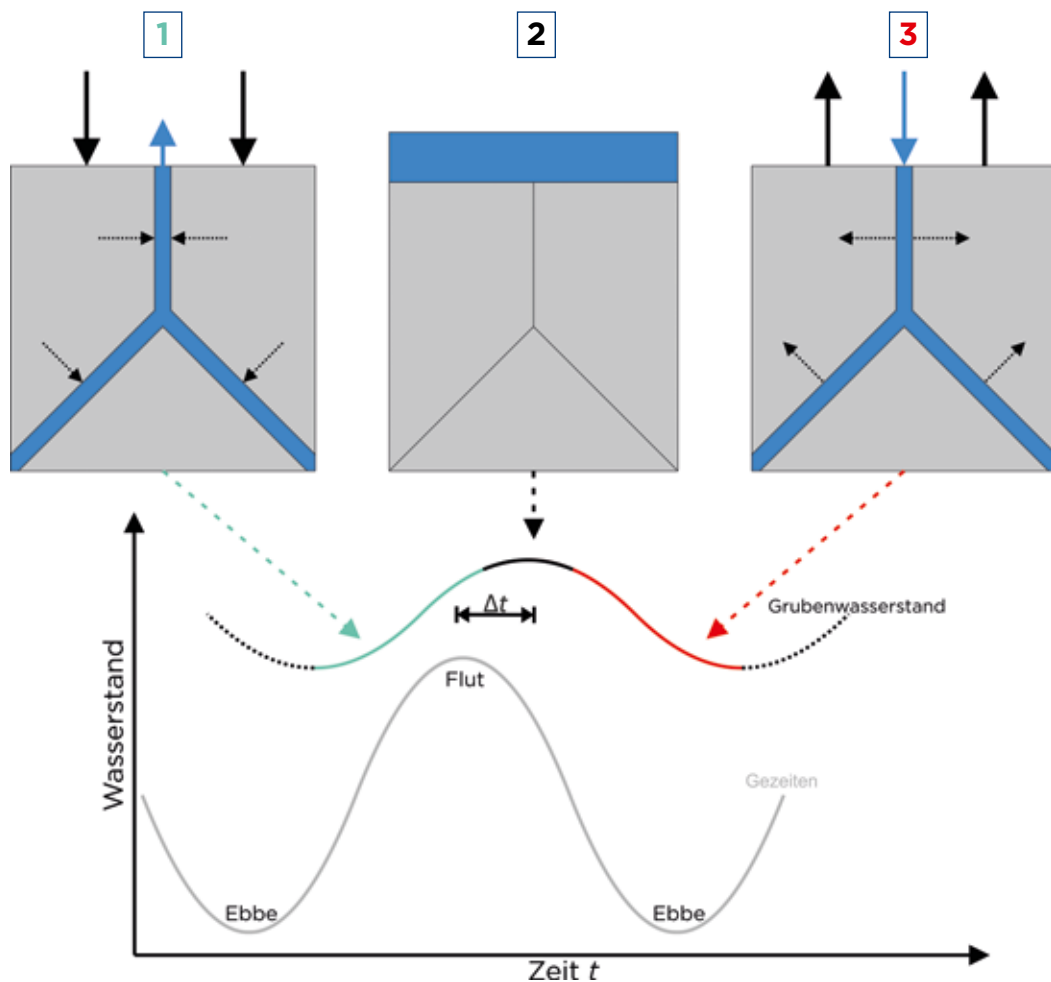 1
2
3
Δt
Grubenwasserstand
Flut
Gezeiten
Wasserstand
Ebbe
Ebbe
Zeit t